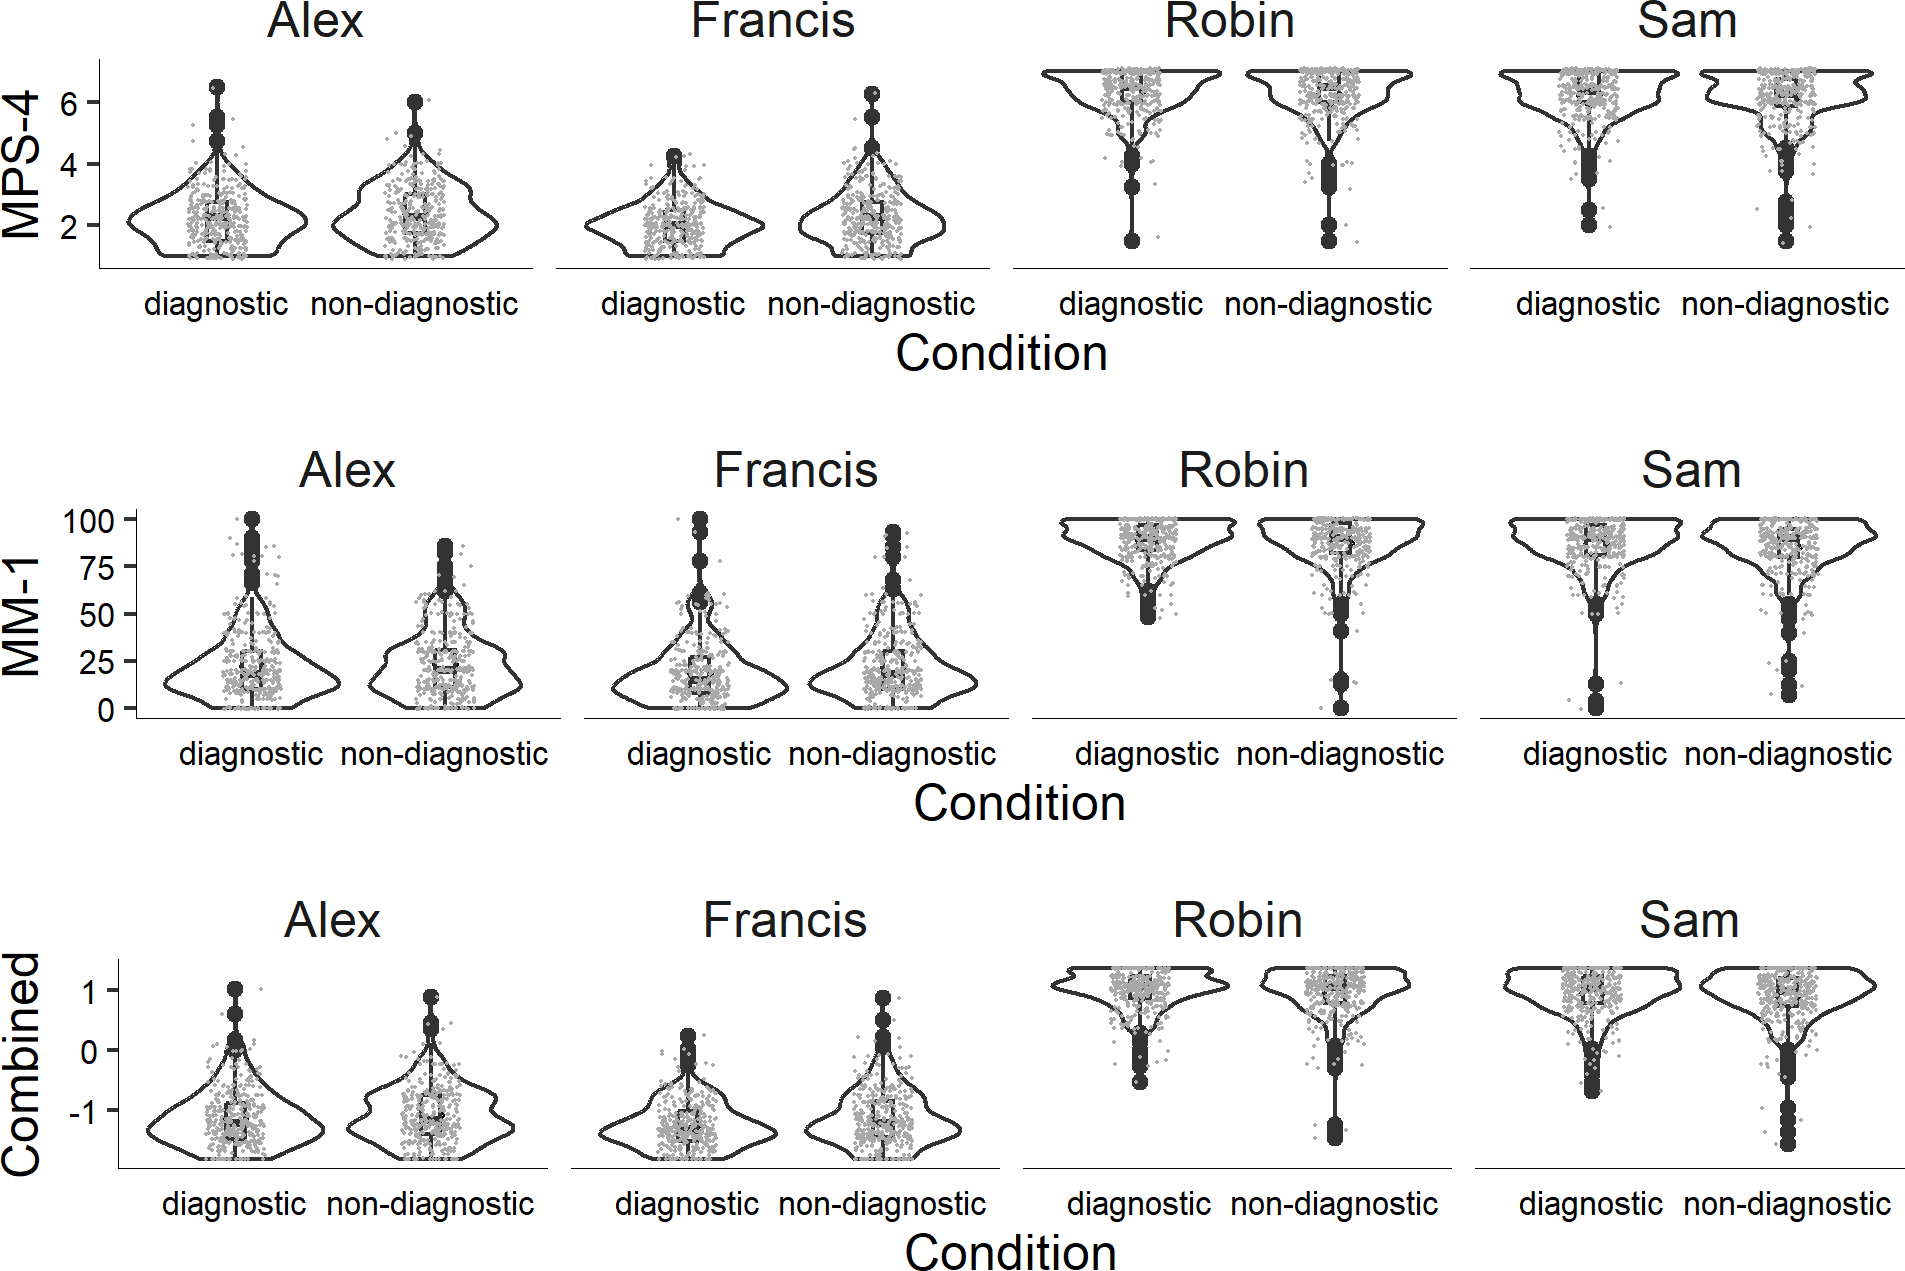 Alex Francis Robin Sam
MPS-4
6
4
2
diagnostic non-diagnostic diagnostic non-diagnostic diagnostic non-diagnostic diagnostic non-diagnostic
Condition
Alex Francis Robin Sam
MM-1
100
75
50
25
0
diagnostic non-diagnostic diagnostic non-diagnostic diagnostic non-diagnostic diagnostic non-diagnostic
Condition
Alex Francis Robin Sam
Combined
1
0
-1
diagnostic non-diagnostic diagnostic non-diagnostic diagnostic non-diagnostic diagnostic non-diagnostic
Condition